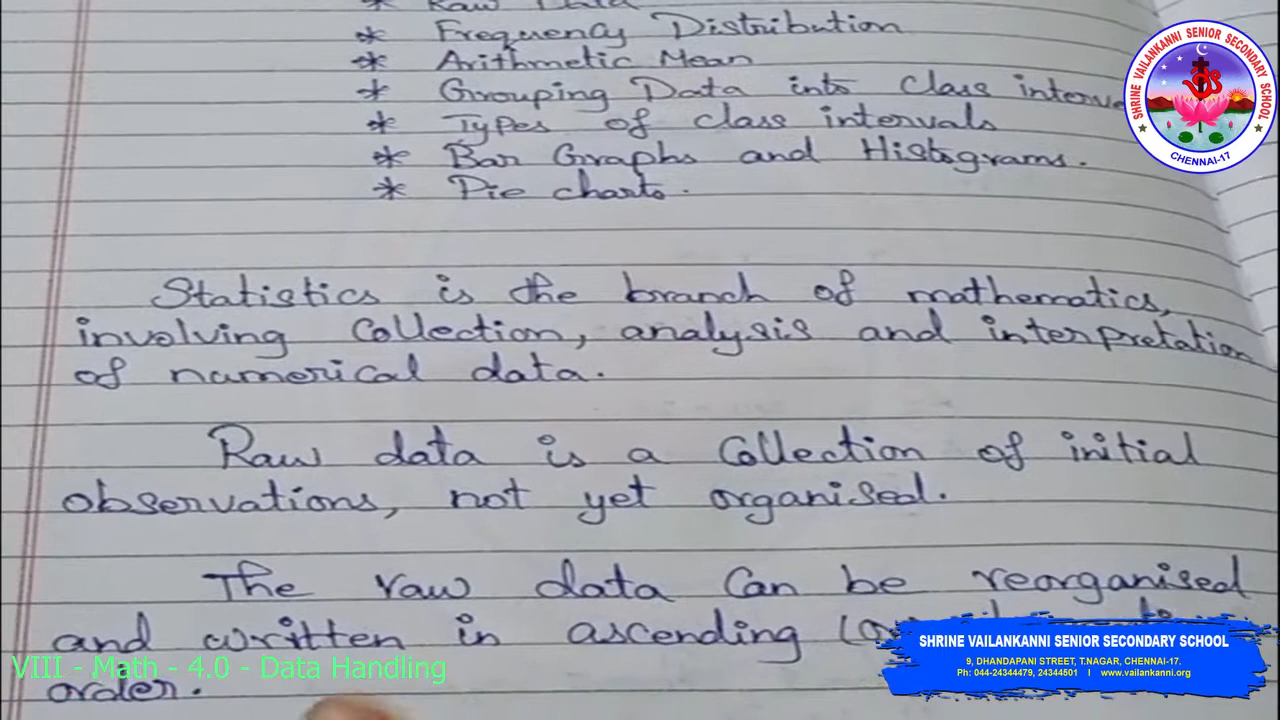 * Raw Data
* Frequency Distribution
* Arithmetic Mean
* Grouping Data into Class
* Types of class intervals
* Bar Graphs and Histograms.
* Pie charts.
Statistics is the branch of mathematics,
involving Collection, analysis and interpretation
of numerical data.
Raw data is a Collection of initial
observations, not yet organised.
The raw data Can be reorganised
and written in ascending
order.
SHRINE VAILANKANNI SENIOR SECONDARY SCHOOL
CHENNAI-17
VIII - Math - 4.0 - Data Handling
SHRINE VAILANKANNI SENIOR SECONDARY SCHOOL
9, DHANDAPANI STREET, T.NAGAR, CHENNAI-17.
Ph: 044-24344479, 24344501 | www.vailankanni.org